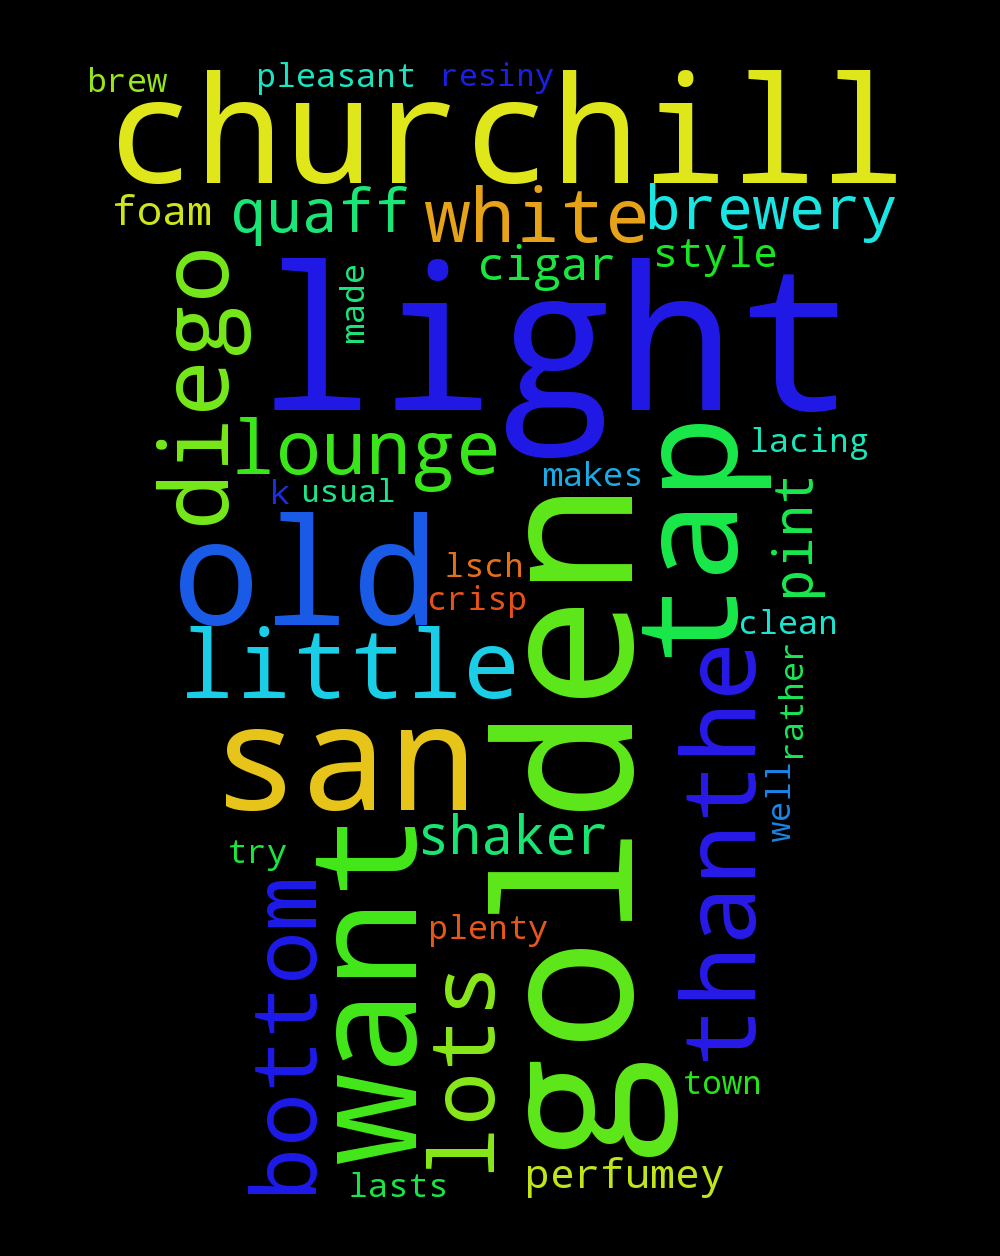 brew
pleasant
resiny
churchill
foam
quaff
white
brewery
cigar
style
diego
made
light
lounge
tap
lacing
makes
k
usual
pint
old
golden
lsch
crisp
clean
little
thanthe
rather
san
well
shaker
want
try
bottom
plenty
lots
town
perfumey
lasts